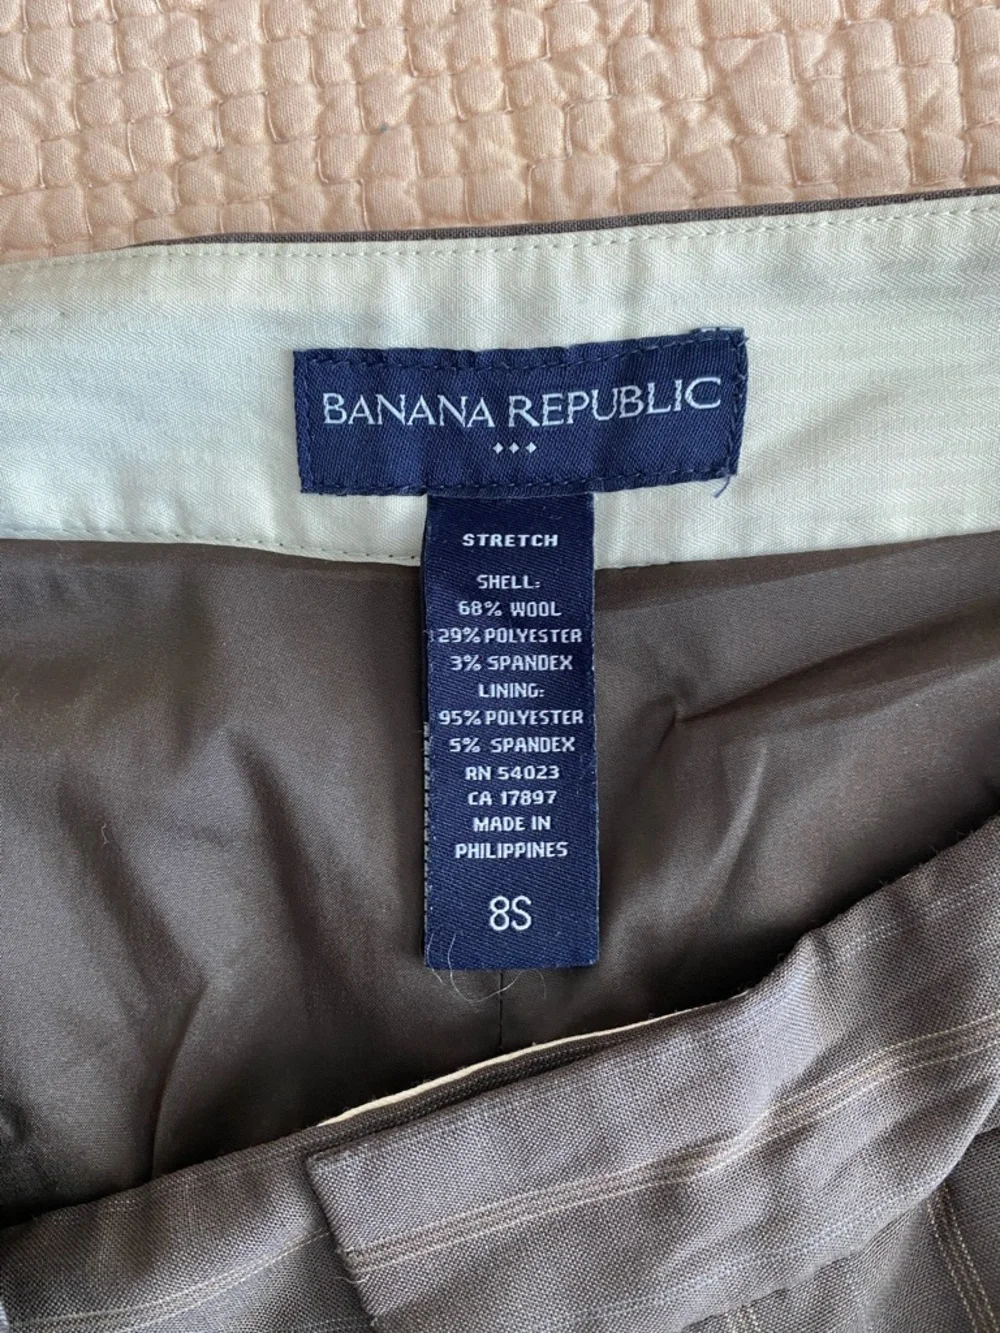 BANANA REPUBLIC
STRETCH
SHELL:
68% WOOL
29% POLYESTER
3% SPANDEX
LINING:
95% POLYESTER
5% SPANDEX
RN 54023
CA 17897
MADE IN
PHILIPPINES
8S